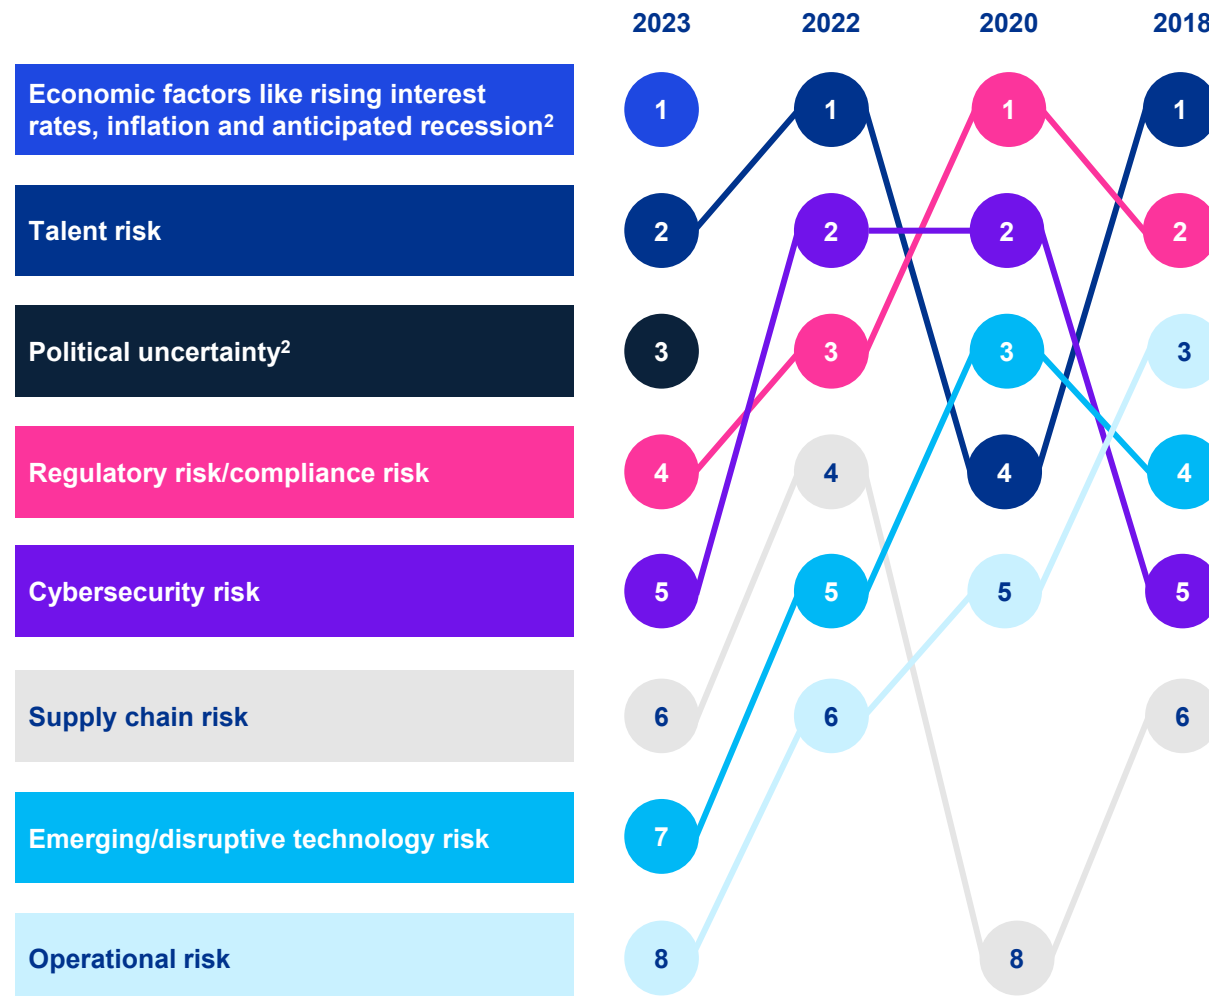 2023 2022 2020 2018
Economic factors like rising interest
rates, inflation and anticipated recession² 1 1 1 1
Talent risk 2 2 2 2
Political uncertainty² 3 3 3 3
Regulatory risk/compliance risk 4 4 4 4
Cybersecurity risk 5 5 5 5
Supply chain risk 6 6 6
Emerging/disruptive technology risk 7
Operational risk 8 8